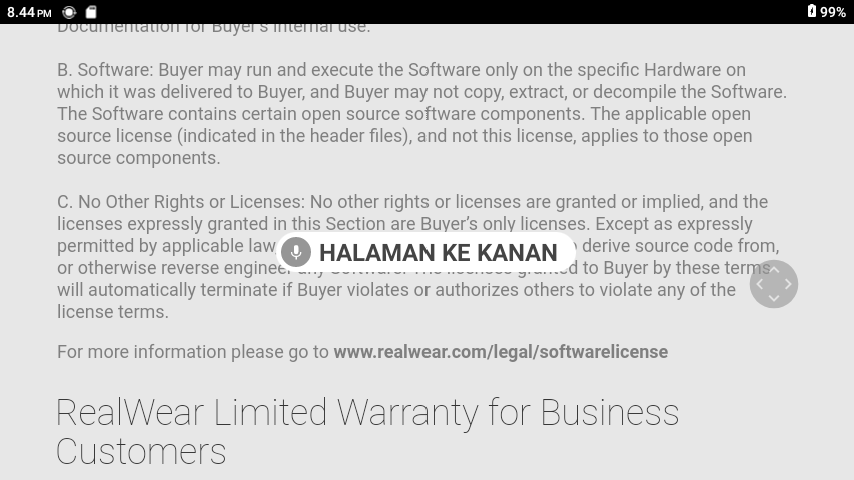 8.44 PM
99%
Documentation for Buyer's internal use.
B. Software: Buyer may run and execute the Software only on the specific Hardware on
which it was delivered to Buyer, and Buyer may not copy, extract, or decompile the Software.
The Software contains certain open source software components. The applicable open
source license (indicated in the header files), and not this license, applies to those open
source components.
C. No Other Rights or Licenses: No other rights or licenses are granted or implied, and the
licenses expressly granted in this Section are Buyer’s only licenses. Except as expressly
permitted by applicable law
derive source code from,
HALAMAN KE KANAN
or otherwise reverse engineer any Software. The licenses granted to Buyer by these terms
will automatically terminate if Buyer violates or authorizes others to violate any of the
license terms.
For more information please go to www.realwear.com/legal/softwarelicense
RealWear Limited Warranty for Business
Customers